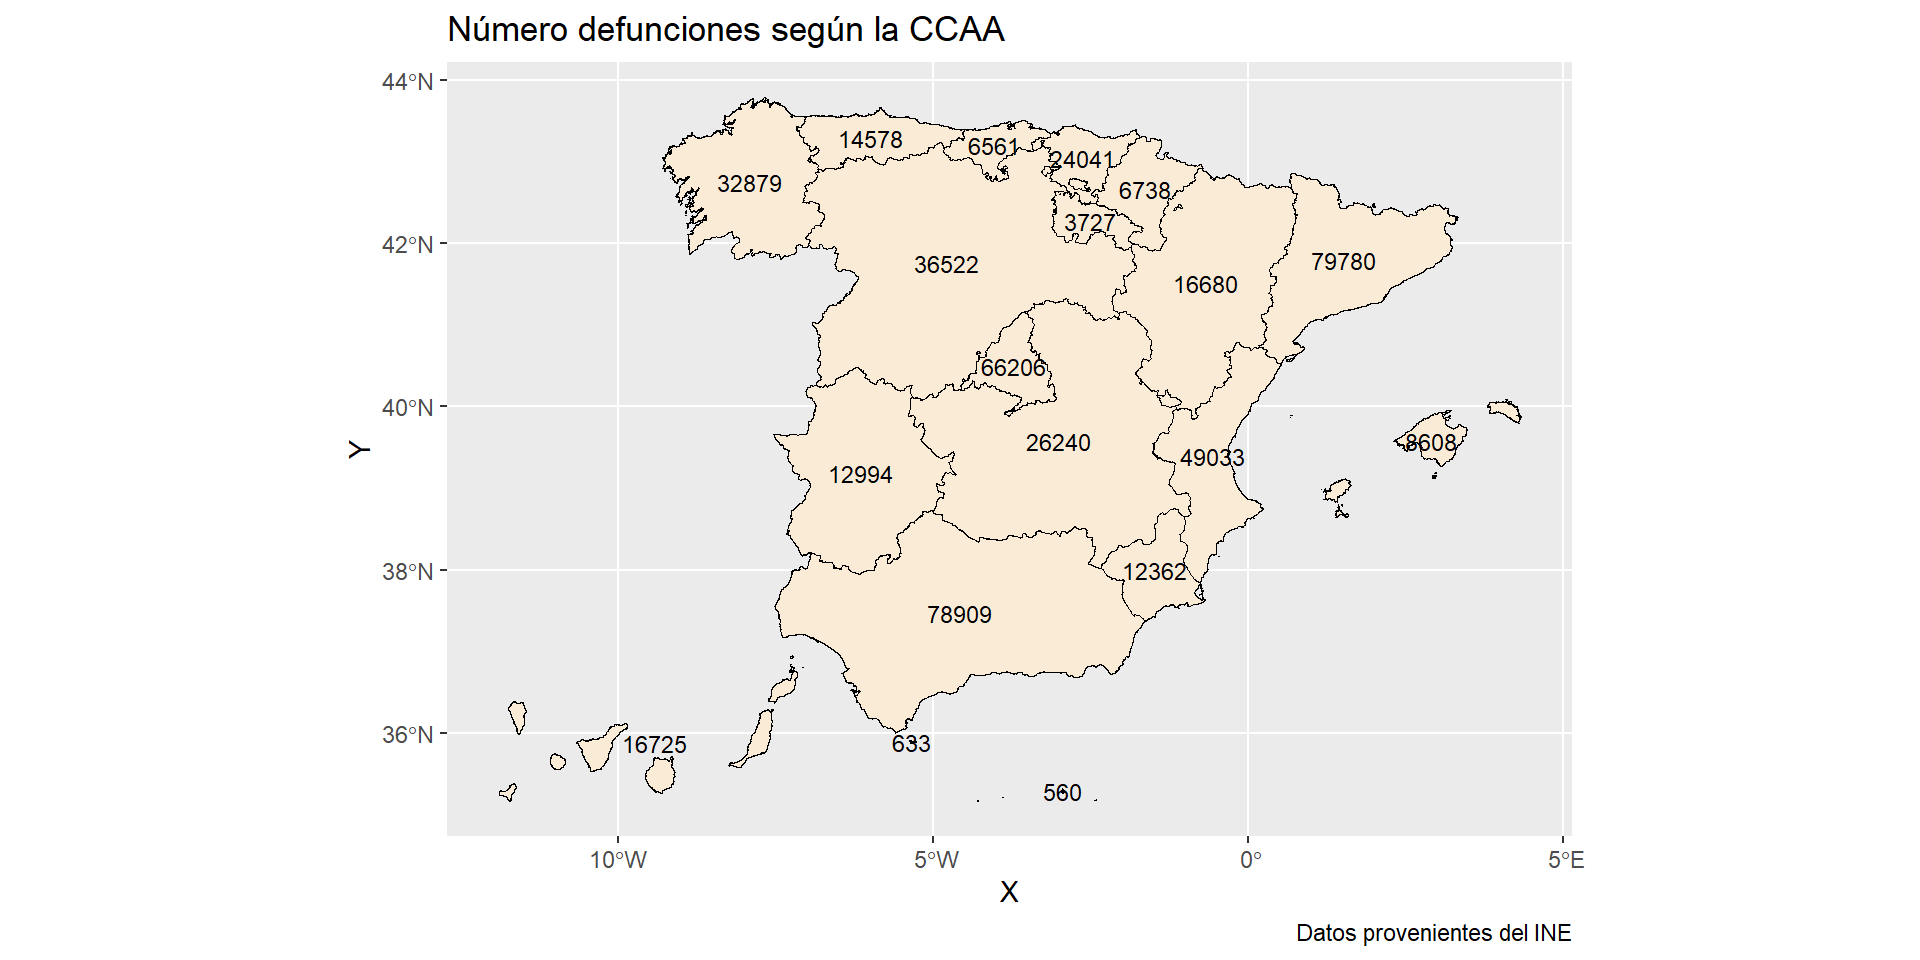 Número defunciones según la CCAA
44°N
42°N
40°N
38°N
36°N
Y
14578
6561
24041
32879
6738
3727
36522
79780
16680
66206
26240
8608
49033
12994
12362
78909
16725
633
560
10°W
5°W
0°
5°E
X
Datos provenientes del INE